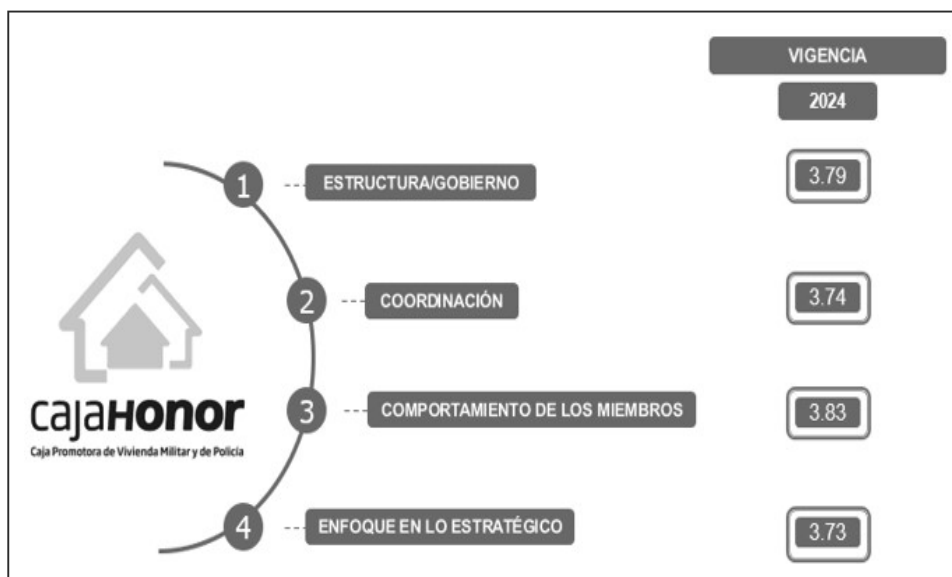 VIGENCIA
2024
1
ESTRUCTURA/GOBIERNO
3.79
2
COORDINACIÓN
3.74
cajaHonor
Caja Promotora de Vivienda Militar y de Policía
3
COMPORTAMIENTO DE LOS MIEMBROS
3.83
4
ENFOQUE EN LO ESTRATÉGICO
3.73